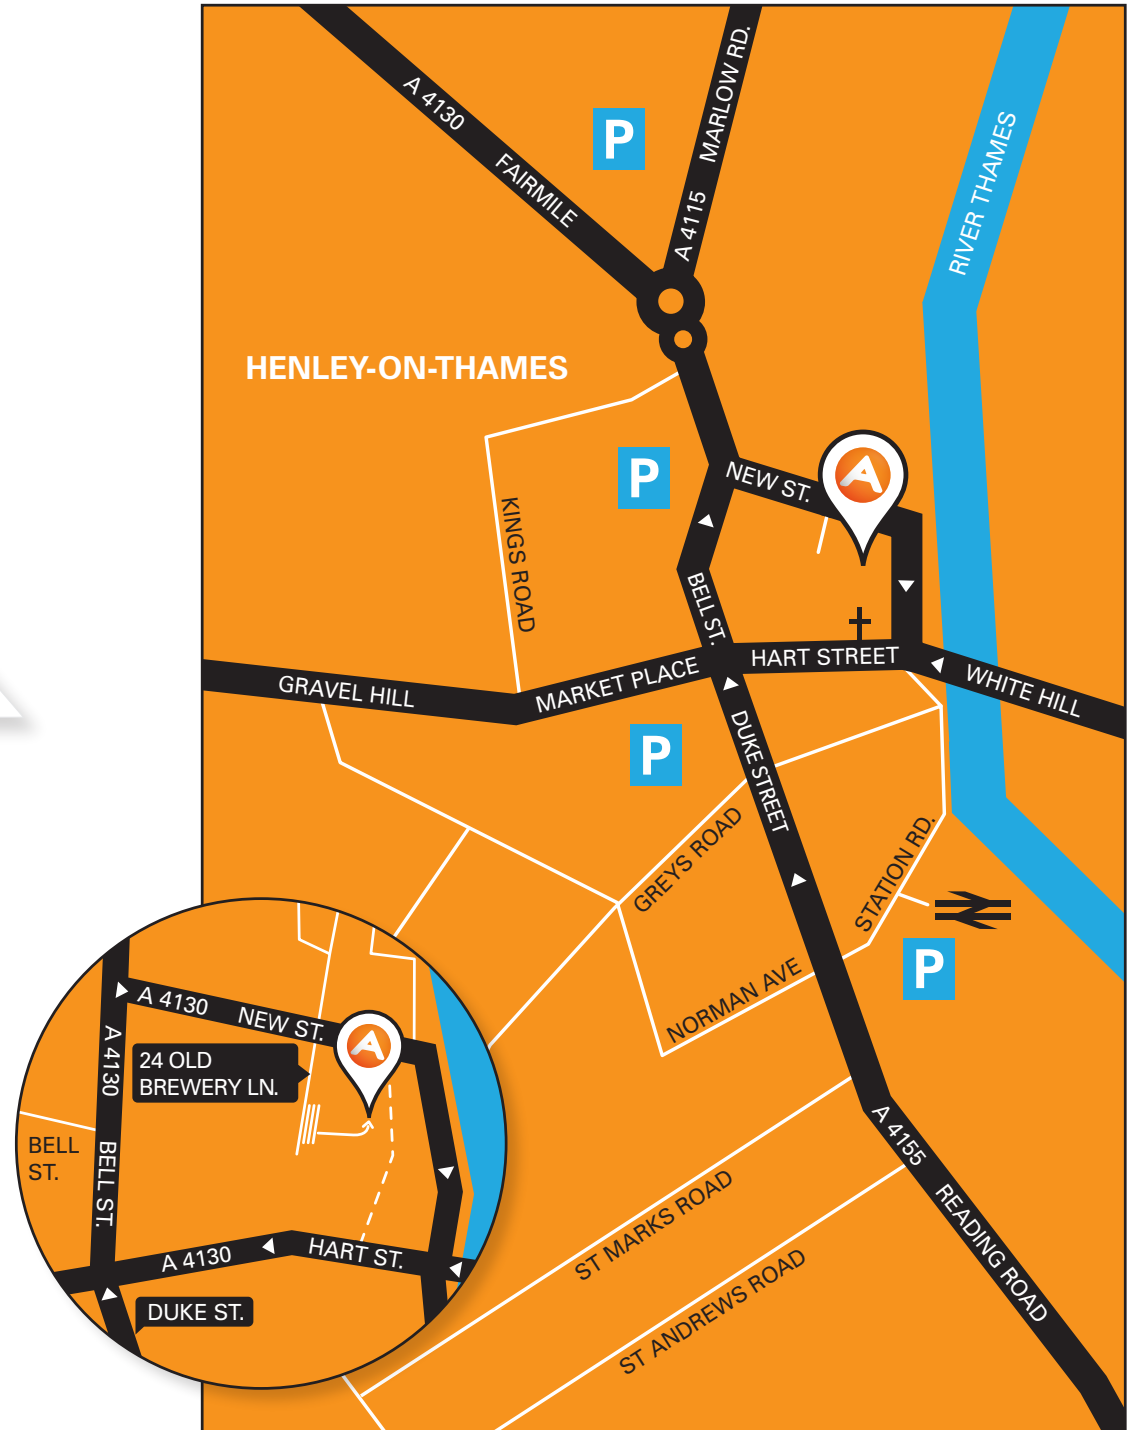 A 4130 FAIRMILE
A 4115 MARLOW RD.
P
RIVER THAMES
HENLEY-ON-THAMES
P
NEW ST.
A
KINGS ROAD
BELL ST.
HART STREET
MARKET PLACE
GRAVEL HILL
WHITE HILL
P
DUKE STREET
GREYS ROAD
STATION RD.
P
NORMAN AVE
A 4155 READING ROAD
ST MARKS ROAD
ST ANDREWS ROAD
A 4130 NEW ST.
A
A 4130 BELL ST.
24 OLD
BREWERY LN.
BELL
ST.
A 4130 HART ST.
DUKE ST.